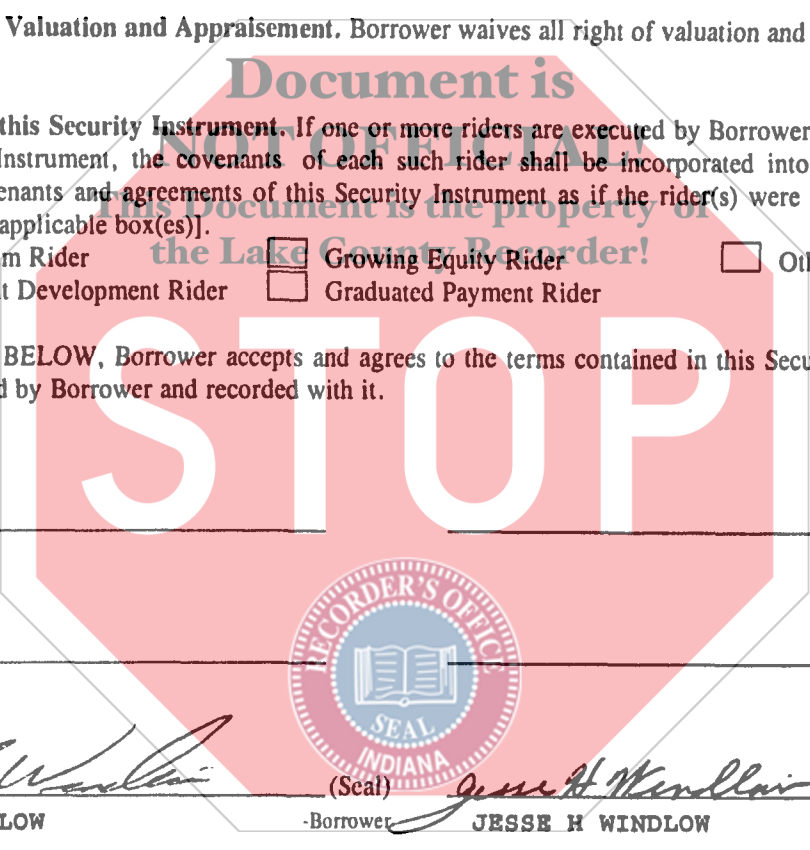 Valuation and Appraisement. Borrower waives all right of valuation and
Document is
this Security Instrument. If one or more riders are executed by Borrower
NOT OFFICIAL!
Instrument, the covenants of each such rider shall be incorporated into
enants and agreements of this Security Instrument as if the rider(s) were
This Document is the property of
applicable box(es)].
the Lake County Recorder!
m Rider Growing Equity Rider Oth
t Development Rider Graduated Payment Rider
BELOW, Borrower accepts and agrees to the terms contained in this Secu
d by Borrower and recorded with it.
STOP
RECORDER'S OFFICE
SEAL
INDIANA
(Seal) Jesse H Windlow
LOW -Borrower JESSE H WINDLOW